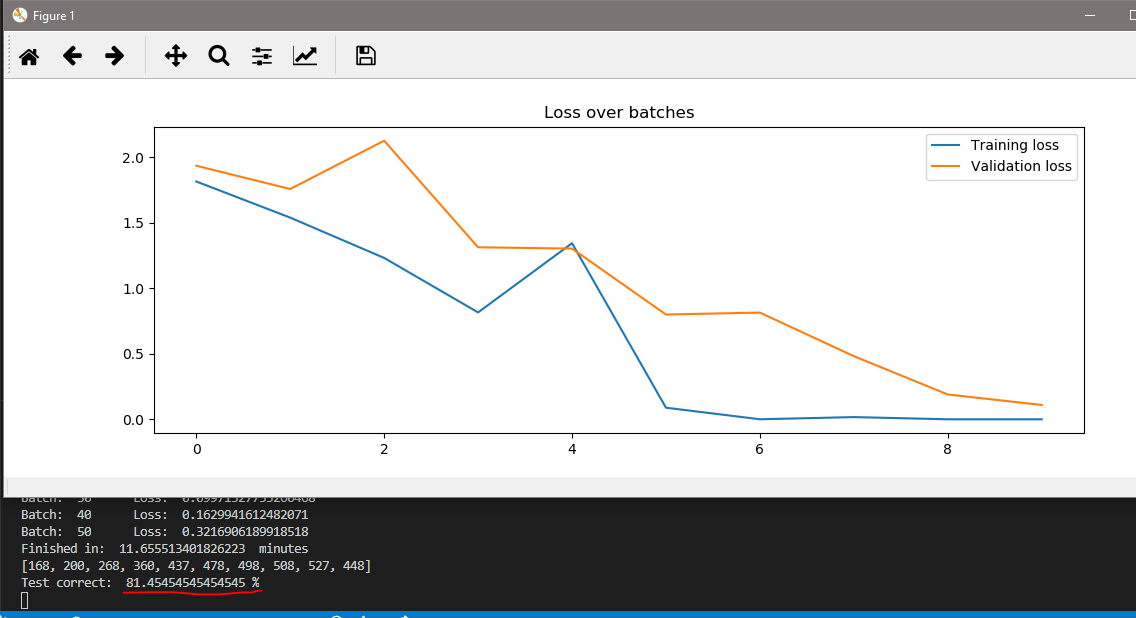 Figure 1
Loss over batches
Training loss
Validation loss
2.0
1.5
1.0
0.5
0.0
0 2 4 6 8
Batch: Loss:
Batch: 40 Loss: 0.1629941612482071
Batch: 50 Loss: 0.3216906189918518
Finished in: 11.655513401826223 minutes
[168, 200, 268, 360, 437, 478, 498, 508, 527, 448]
Test correct: 81.45454545454545 %